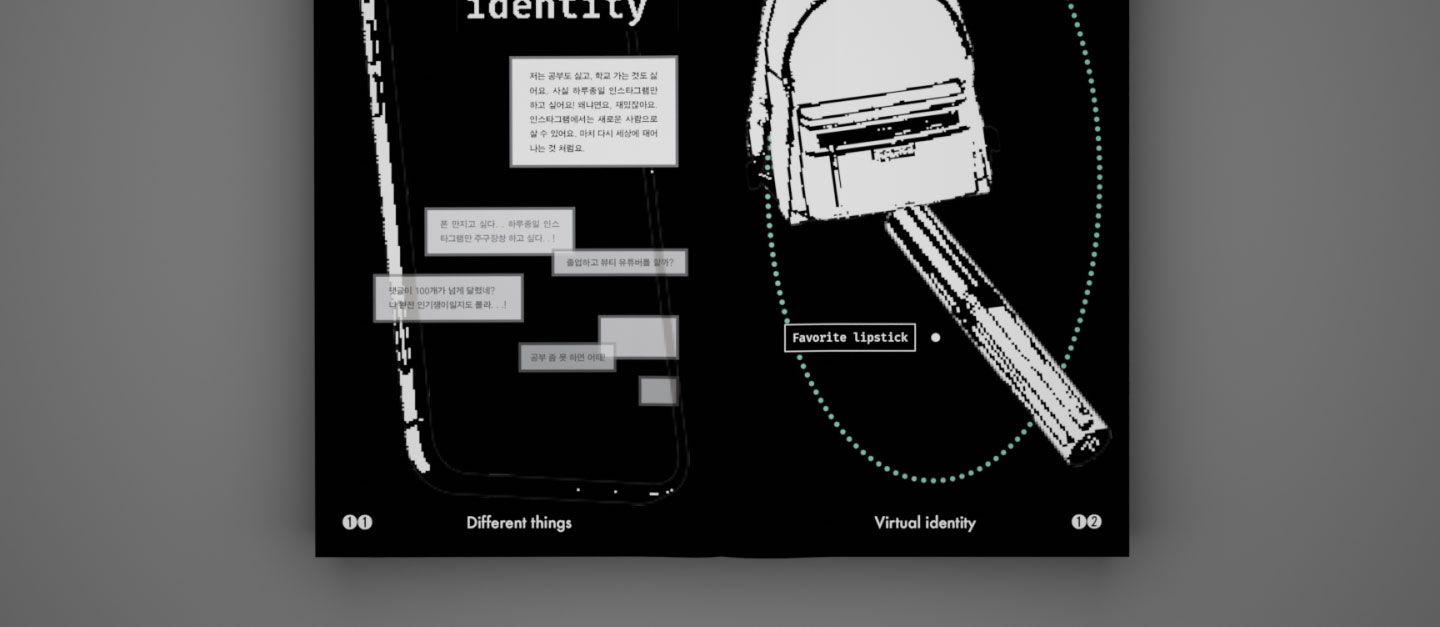 identity
저는 공부도 싫고, 학교 가는 것도 싫
어요. 사실 하루종일 인스타그램만
하고 싶어요! 왜냐면요, 재밌잖아요.
인스타그램에서는 새로운 사람으로
살 수 있어요. 마치 다시 세상에 태어
나는 것 처럼요.
폰 만지고 싶다. . 하루종일 인스
타그램만 주구장창 하고 싶다. . !
졸업하고 뷰티 유튜버를 할까?
댓글이 100개가 넘게 달렸네?
나 완전 인기쟁이일지도 몰라. . .!
공부 좀 못 하면 어때!
Favorite lipstick
11
Different things
Virtual identity
12